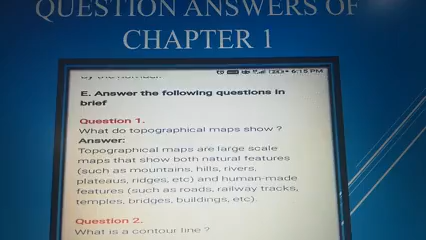 QUESTION ANSWERS OF
CHAPTER 1
6:15 PM
E. Answer the following questions in
brief
Question 1.
What do topographical maps show ?
Answer:
Topographical maps are large scale
maps that show both natural features
(such as mountains, hills, rivers,
plateaus, ridges, etc) and human-made
features (such as roads, railway tracks,
temples, bridges, buildings, etc).
Question 2.
What is a contour line ?